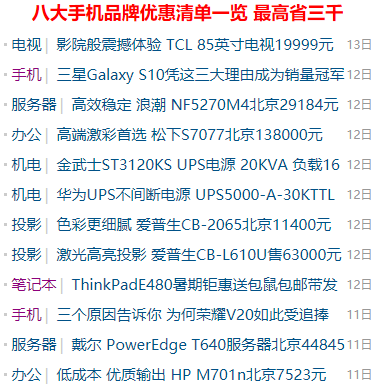 八大手机品牌优惠清单一览 最高省三千
电视 | 影院般震撼体验 TCL 85英寸电视19999元 13日
手机 | 三星Galaxy S10凭这三大理由成为销量冠军 12日
服务器 | 高效稳定 浪潮 NF5270M4北京29184元 12日
办公 | 高端激彩首选 松下S7077北京138000元 12日
机电 | 金武士ST3120KS UPS电源 20KVA 负载16 12日
机电 | 华为UPS不间断电源 UPS5000-A-30KTTL 12日
投影 | 色彩更细腻 爱普生CB-2065北京11400元 12日
投影 | 激光高亮投影 爱普生CB-L610U售63000元 12日
笔记本 | ThinkPadE480暑期钜惠送包鼠包邮带发 12日
手机 | 三个原因告诉你 为何荣耀V20如此受追捧 11日
服务器 | 戴尔 PowerEdge T640服务器北京44845 11日
办公 | 低成本 优质输出 HP M701n北京7523元 11日